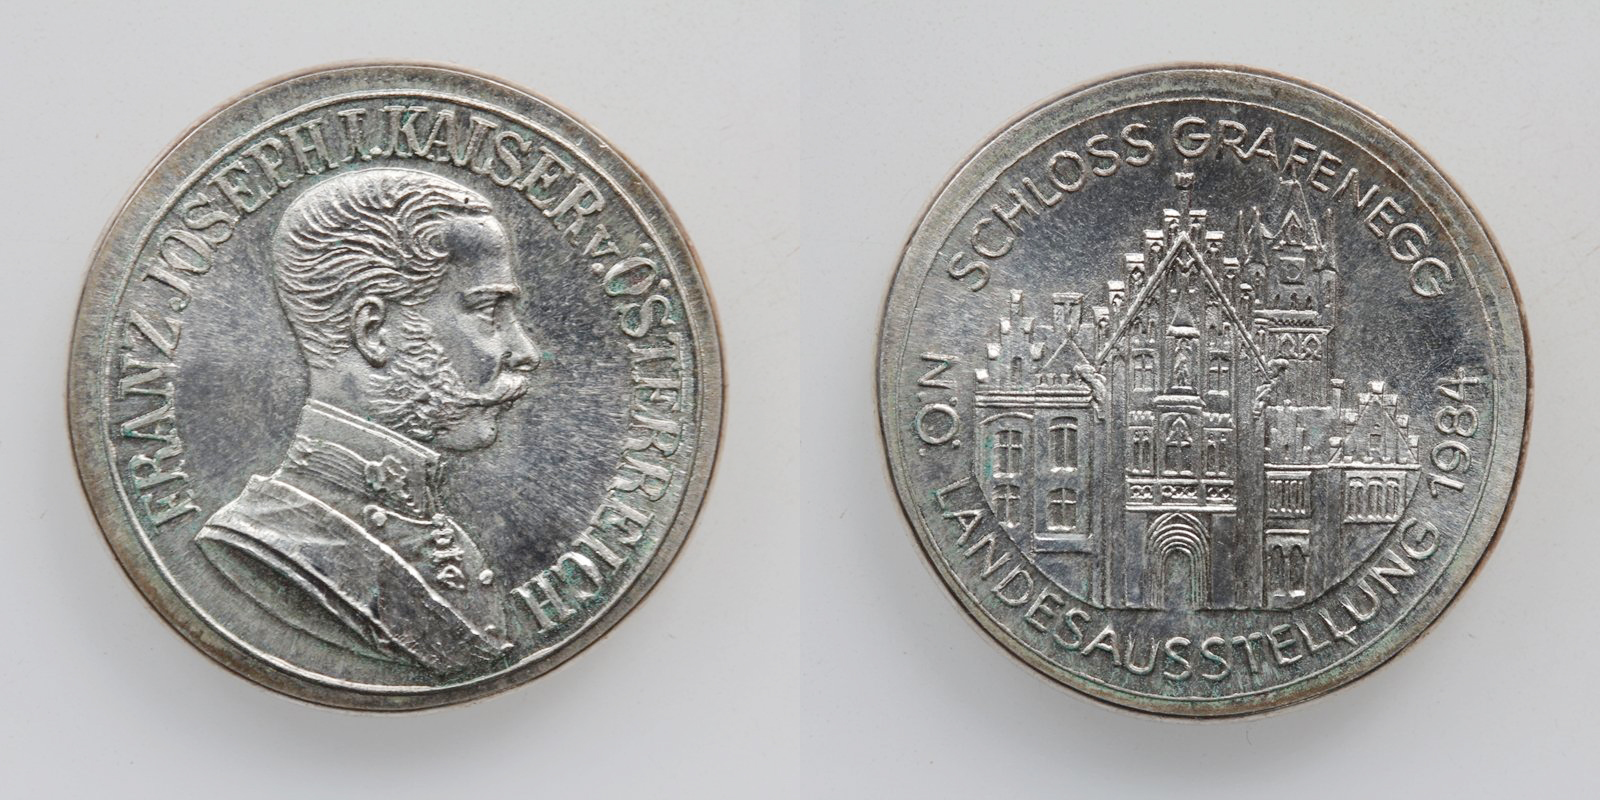 FRANZ JOSEPH I. KAISER v. ÖSTERREICH
SCHLOSS GRAFENEGG
N.Ö. LANDESAUSSTELLUNG 1984